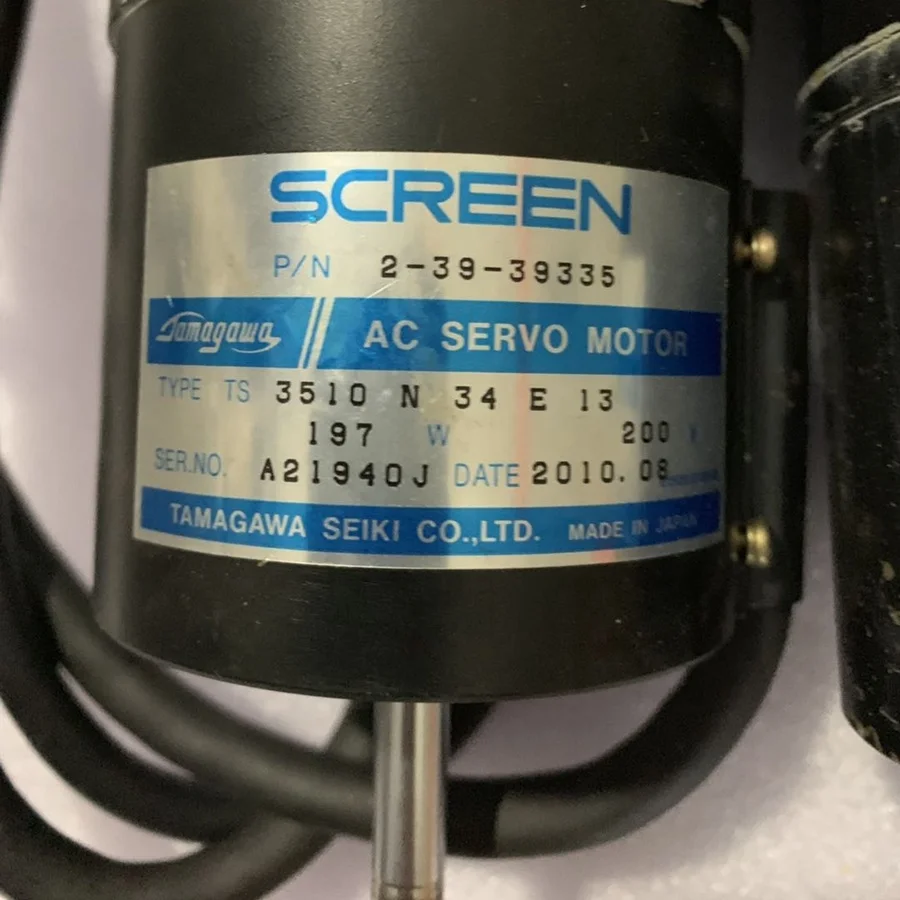 SCREEN
P/N 2-39-39335
Tamagawa AC SERVO MOTOR
TYPE TS 3510 N 34 E 13
197 W 200 V
SER.NO. A21940J DATE 2010.08
TAMAGAWA SEIKI CO.,LTD. MADE IN JAPAN